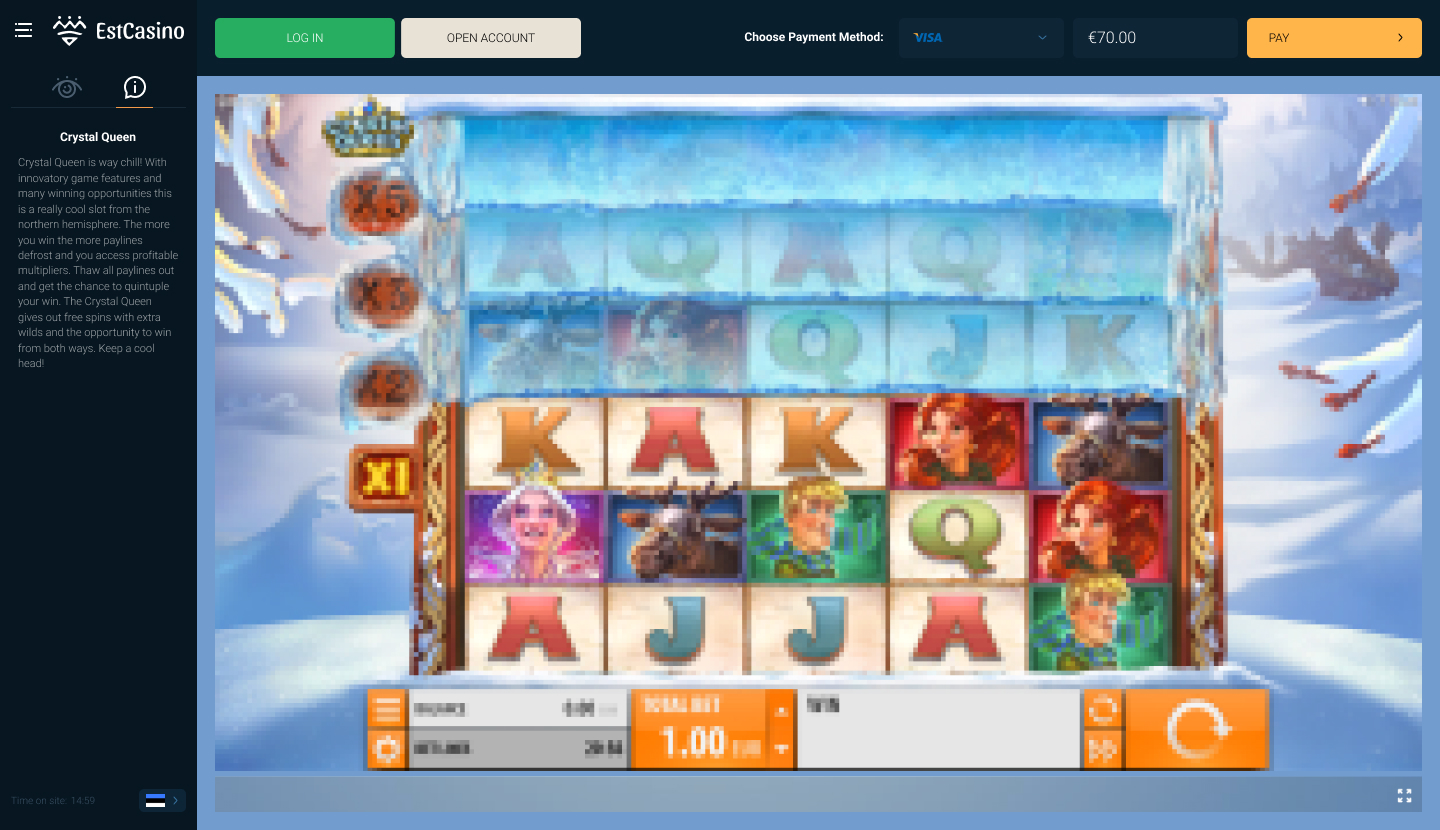 EstCasino
LOG IN
OPEN ACCOUNT
Choose Payment Method:
VISA
€70.00
PAY
Crystal Queen
Crystal Queen is way chill! With
innovatory game features and
many winning opportunities this
is a really cool slot from the
northern hemisphere. The more
you win the more paylines
defrost and you access profitable
multipliers. Thaw all paylines out
and get the chance to quintuple
your win. The Crystal Queen
gives out free spins with extra
wilds and the opportunity to win
from both ways. Keep a cool
head!
X5
X3
X2
X1
A Q A Q
Q J K
K A K
Q
A J J A
TOTAL BET
1.00
WIN
Time on site: 14:59